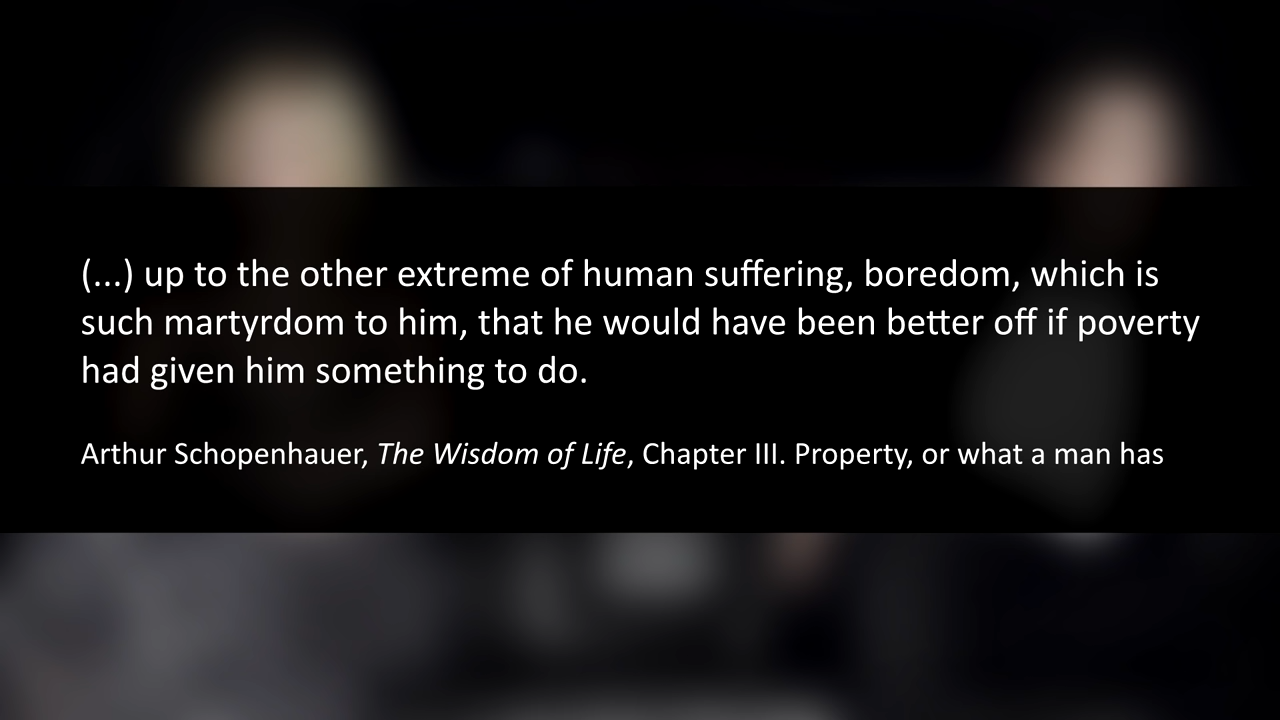 (...) up to the other extreme of human suffering, boredom, which is
such martyrdom to him, that he would have been better off if poverty
had given him something to do.
Arthur Schopenhauer, The Wisdom of Life, Chapter III. Property, or what a man has